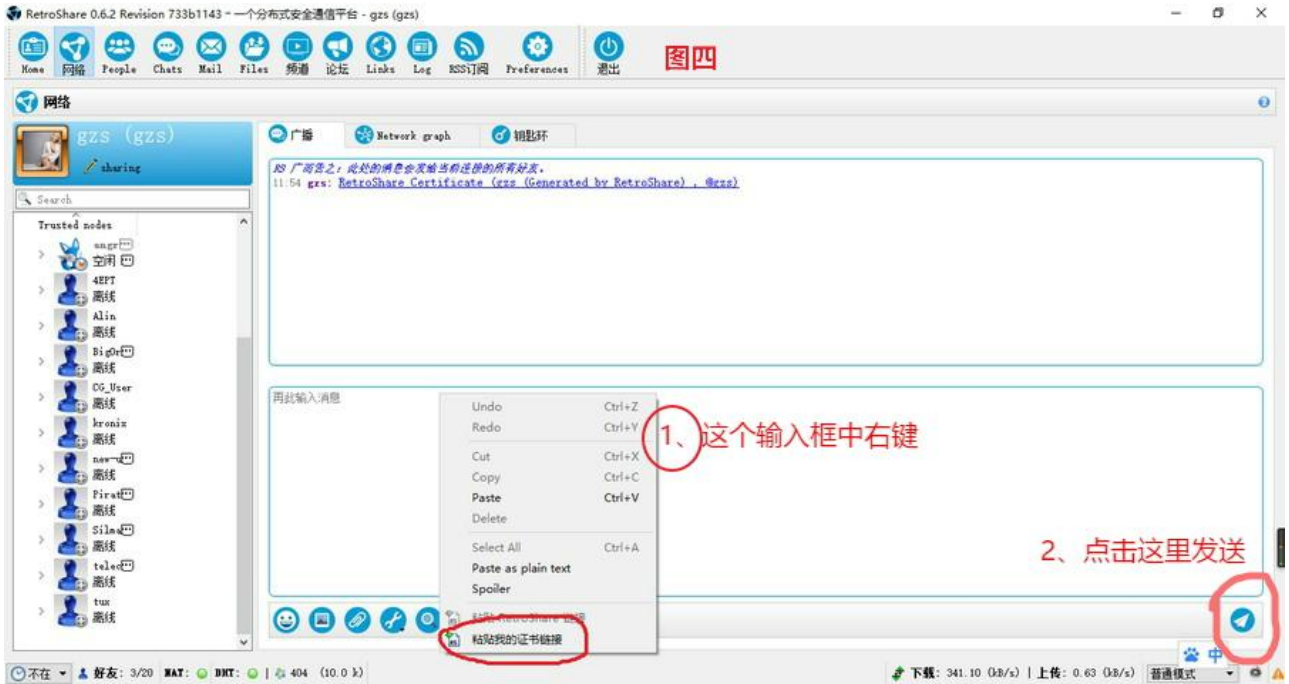 RetroShare 0.6.2 Revision 733b1143 - 一个分布式安全通信平台 - gzs (gzs)
Home 网络 People Chats Mail Files 频道 论坛 Links Log RSS订阅 Preferences 退出
图四
网络
gzs (gzs)
sharing
广播 Network graph 钥匙环
RS 广而告之: 此处的消息会发给当前连接的所有好友.
11:54 gzs: RetroShare Certificate (gzs (Generated by RetroShare) , @gzs)
Search
Trusted nodes
空闲
4EPT
离线
Alin
离线
离线
CG_User
离线
kronix
离线
离线
离线
离线
离线
tux
离线
再此输入消息
Undo Ctrl+Z
Redo Ctrl+Y
Cut Ctrl+X
Copy Ctrl+C
Paste Ctrl+V
Delete
Select All Ctrl+A
Paste as plain text
Spoiler
粘贴 RetroShare 链接
粘贴我的证书链接
1、这个输入框中右键
2、点击这里发送
中
不在 好友: 3/20 NAT: DHT: 404 (10.0 k)
下载: 341.10 (kB/s) | 上传: 0.63 (kB/s) 普通模式